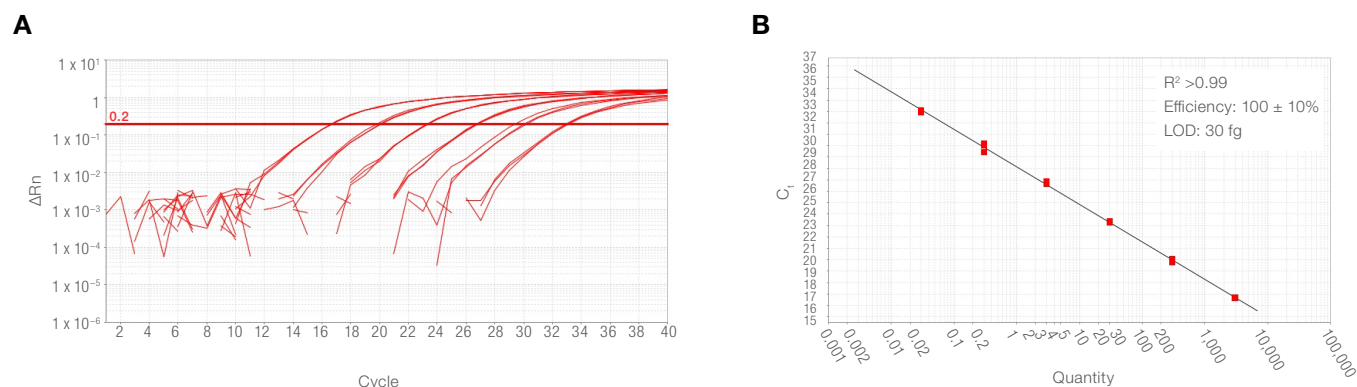 A
B
1 x 10¹
1
1 x 10⁻¹
1 x 10⁻²
1 x 10⁻³
1 x 10⁻⁴
1 x 10⁻⁵
1 x 10⁻⁶
ΔRn
0.2
2 4 6 8 10 12 14 16 18 20 22 24 26 28 30 32 34 36 38 40
Cycle
37
36
35
34
33
32
31
30
29
28
27
26
25
24
23
22
21
20
19
18
17
16
15
Cₜ
R² >0.99
Efficiency: 100 ± 10%
LOD: 30 fg
0.001 0.002 0.01 0.02 0.1 0.2 1 2 3 4 5 10 20 30 100 200 1,000 10,000 100,000
Quantity